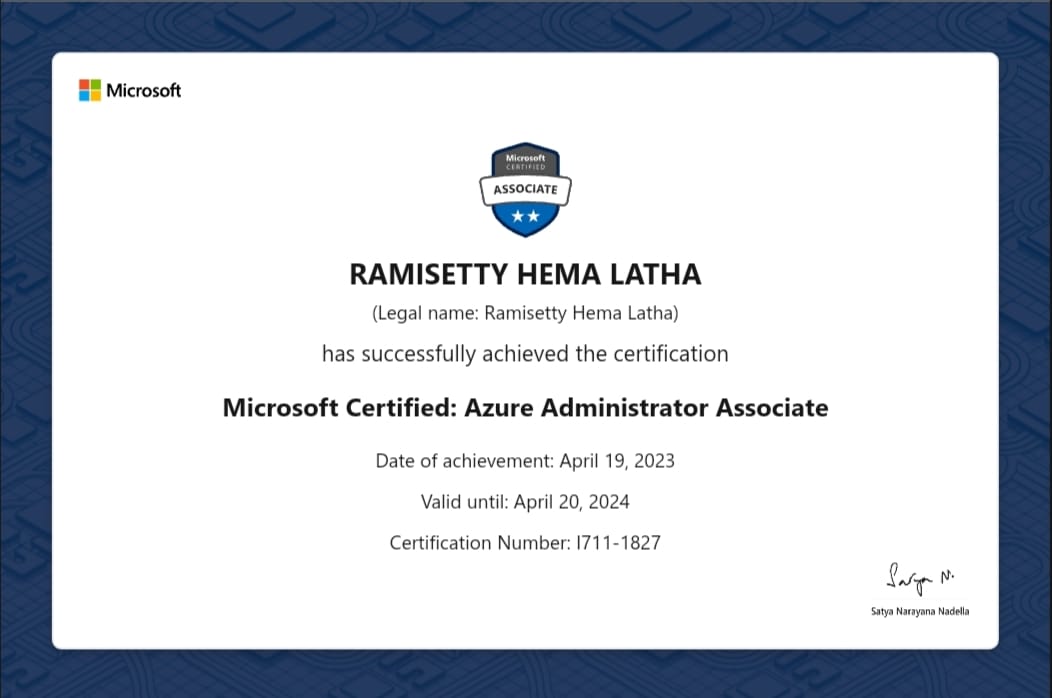 Microsoft
Microsoft
CERTIFIED
ASSOCIATE
RAMISETTY HEMA LATHA
(Legal name: Ramisetty Hema Latha)
has successfully achieved the certification
Microsoft Certified: Azure Administrator Associate
Date of achievement: April 19, 2023
Valid until: April 20, 2024
Certification Number: I711-1827
Satya N.
Satya Narayana Nadella